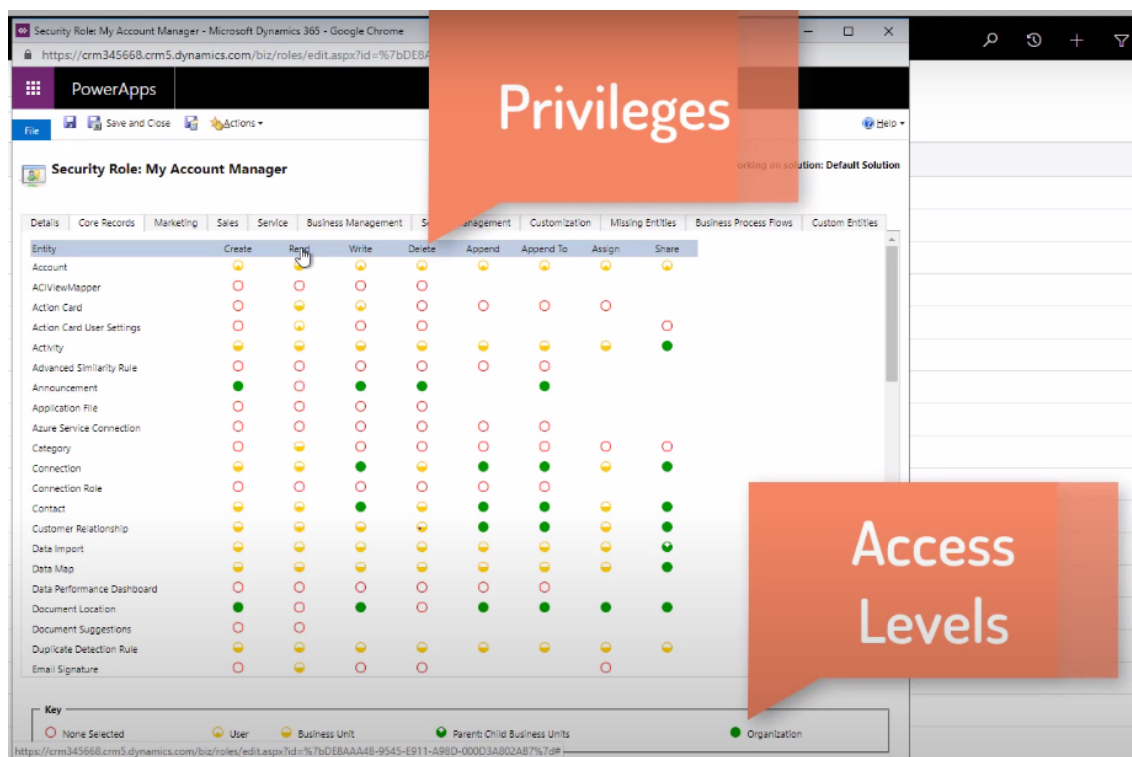 Security Role: My Account Manager - Microsoft Dynamics 365 - Google Chrome
https://crm345668.crm5.dynamics.com/biz/roles/edit.aspx?id=%7bDEBA
PowerApps
Privileges
File
Save and Close
Actions
Help
Security Role: My Account Manager
orking on solution: Default Solution
Details Core Records Marketing Sales Service Business Management Management Customization Missing Entities Business Process Flows Custom Entities
Entity Create Read Write Delete Append Append To Assign Share
Account
ACIViewMapper
Action Card
Action Card User Settings
Activity
Advanced Similarity Rule
Announcement
Application File
Azure Service Connection
Category
Connection
Connection Role
Contact
Customer Relationship
Data Import
Data Map
Data Performance Dashboard
Document Location
Document Suggestions
Duplicate Detection Rule
Email Signature
Access
Levels
Key
None Selected User Business Unit Parent: Child Business Units Organization
https://crm345668.crm5.dynamics.com/biz/roles/edit.aspx?id=%7bDEBAAA4B-9545-E911-A98D-000D3A802AB7%7d#